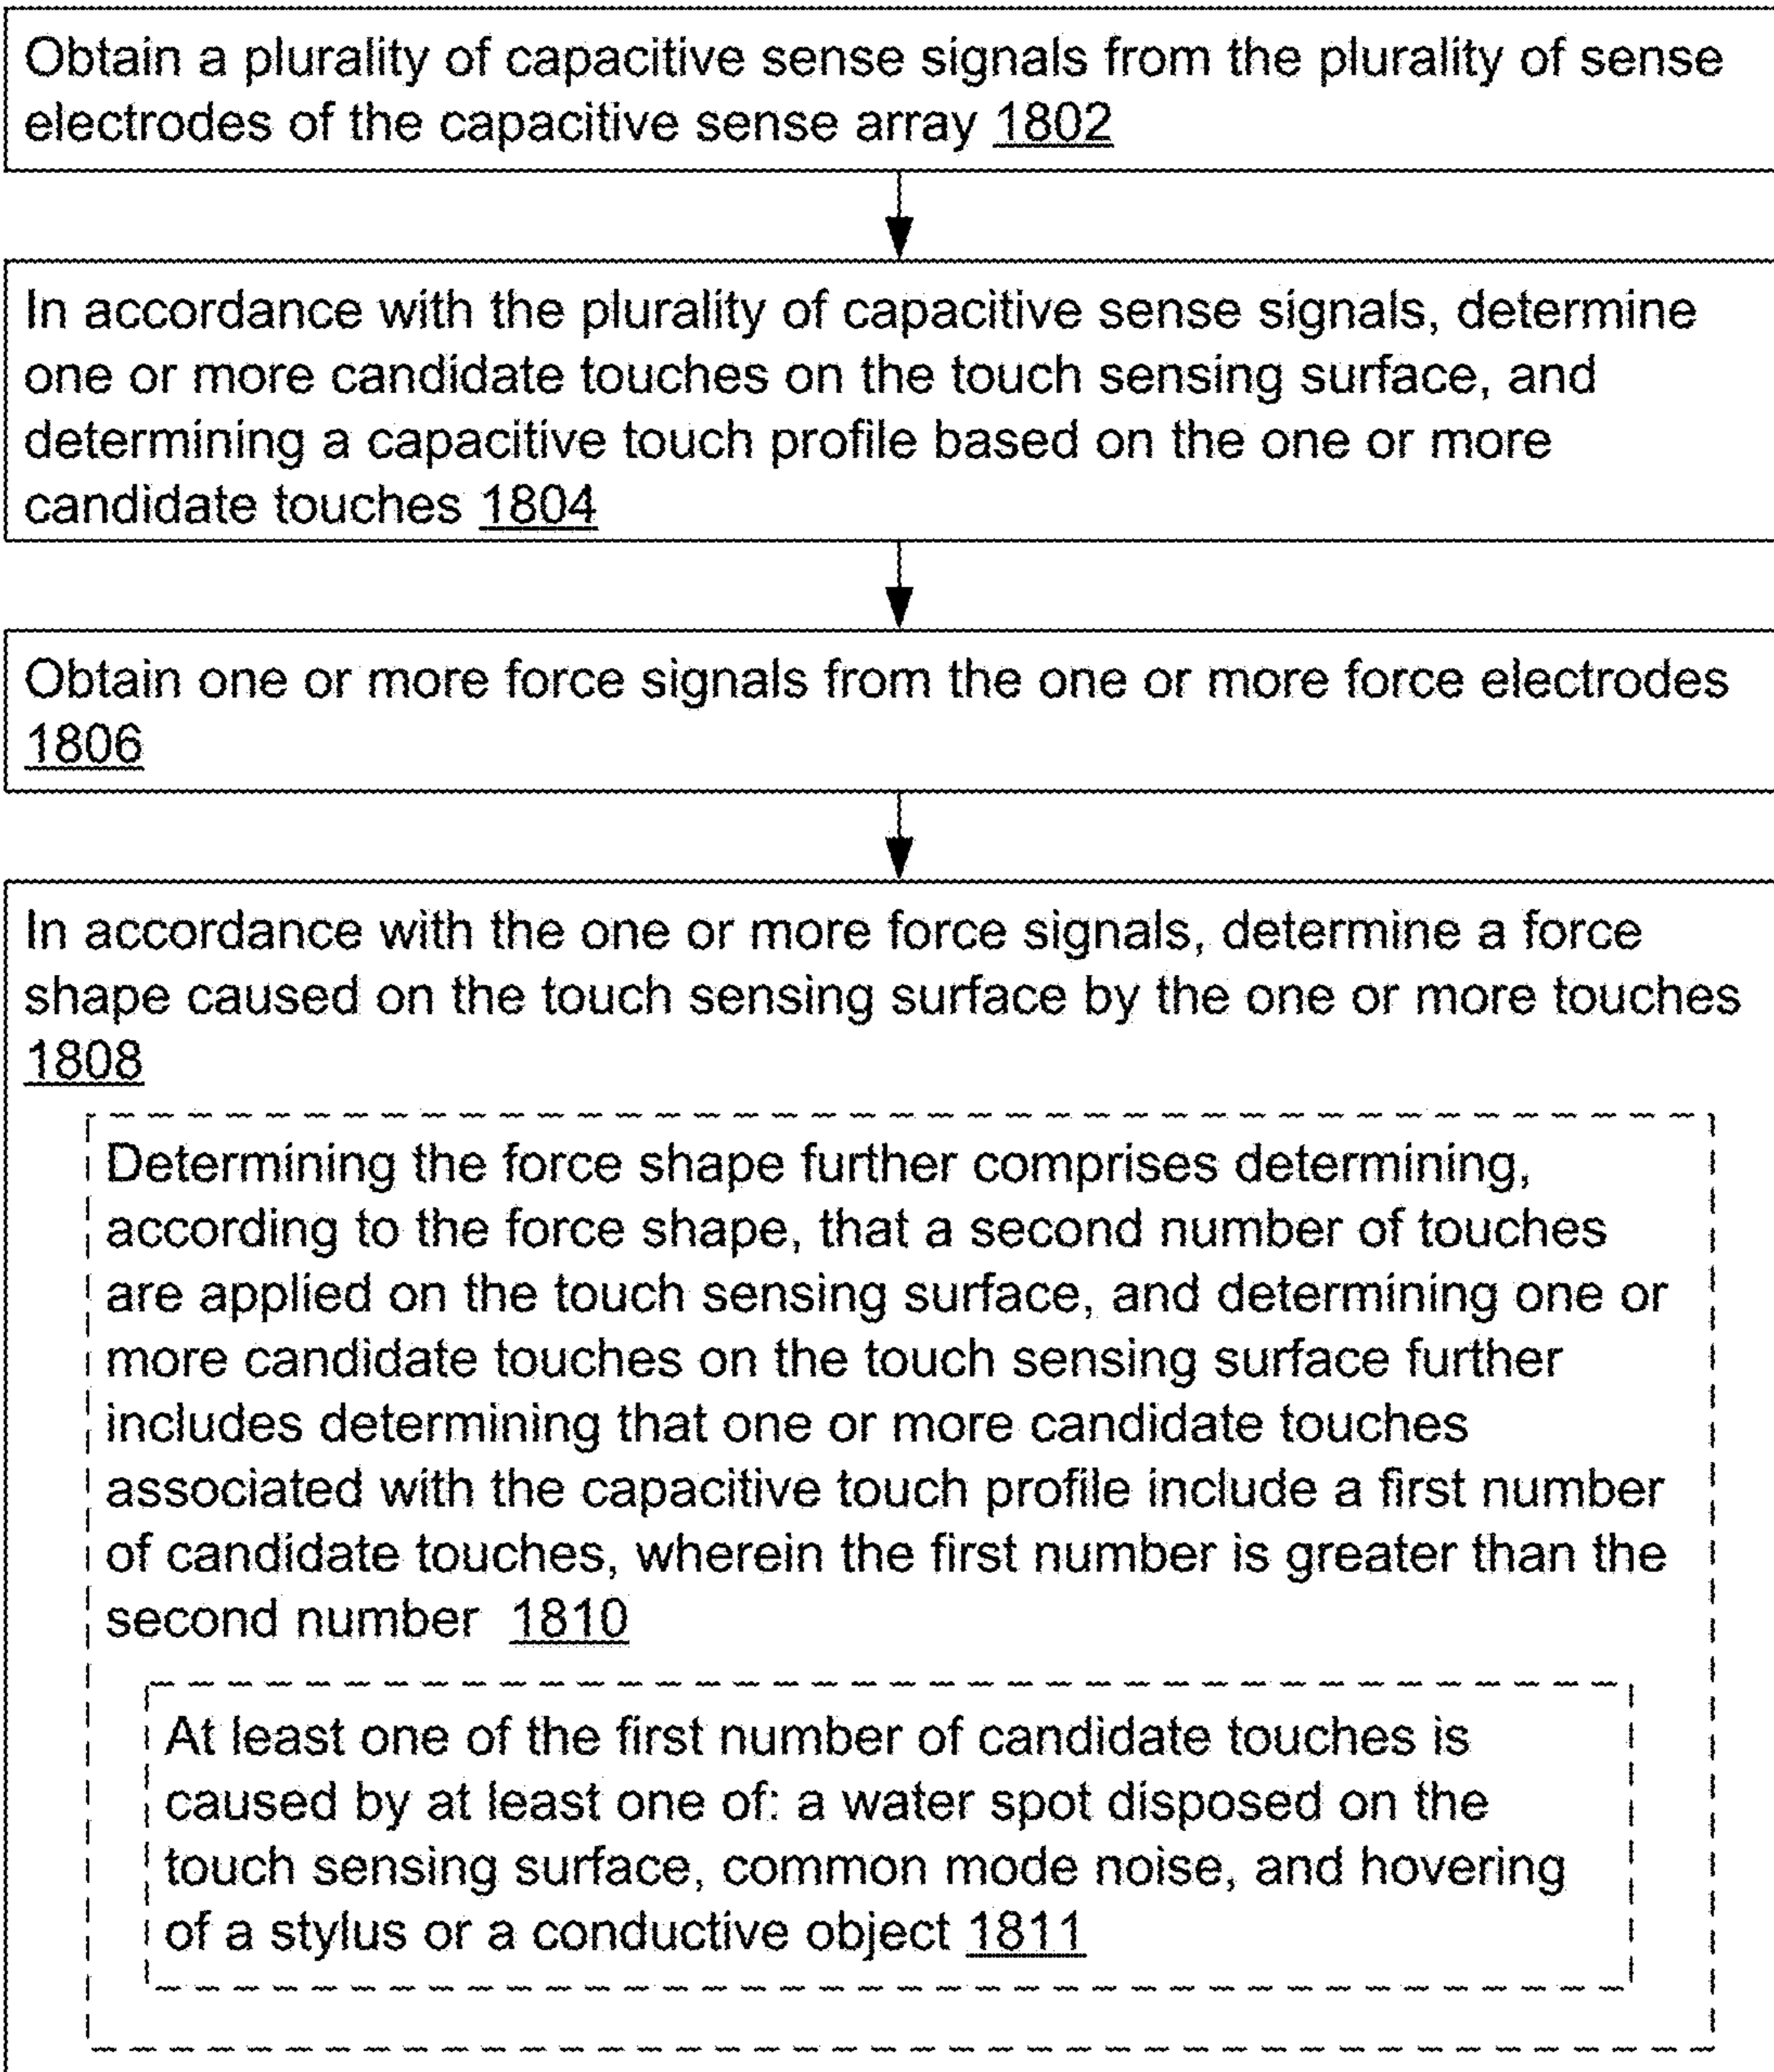 Obtain a plurality of capacitive sense signals from the plurality of sense
electrodes of the capacitive sense array 1802
In accordance with the plurality of capacitive sense signals, determine
one or more candidate touches on the touch sensing surface, and
determining a capacitive touch profile based on the one or more
candidate touches 1804
Obtain one or more force signals from the one or more force electrodes
1806
In accordance with the one or more force signals, determine a force
shape caused on the touch sensing surface by the one or more touches
1808
Determining the force shape further comprises determining,
according to the force shape, that a second number of touches
are applied on the touch sensing surface, and determining one or
more candidate touches on the touch sensing surface further
includes determining that one or more candidate touches
associated with the capacitive touch profile include a first number
of candidate touches, wherein the first number is greater than the
second number 1810
At least one of the first number of candidate touches is
caused by at least one of: a water spot disposed on the
touch sensing surface, common mode noise, and hovering
of a stylus or a conductive object 1811